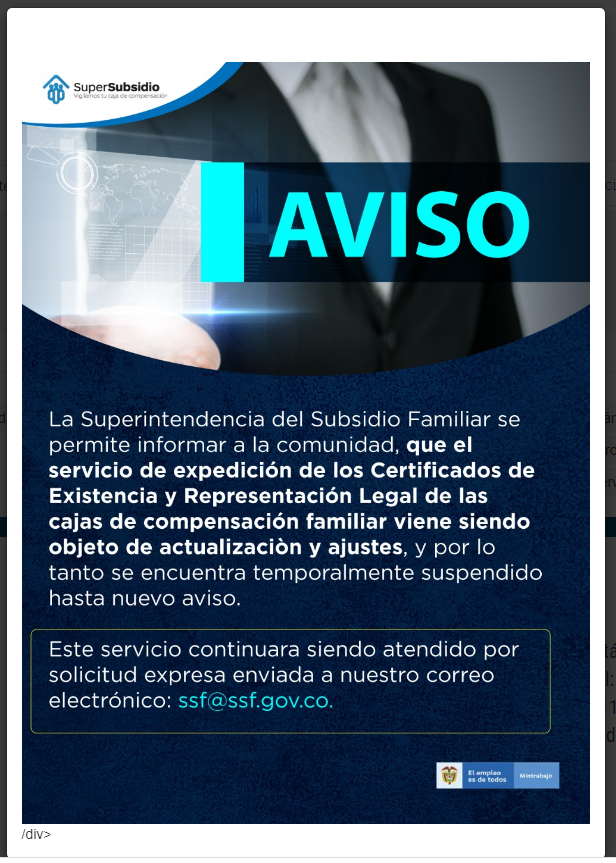 SuperSubsidio
Vigilamos tu caja de compensación
AVISO
La Superintendencia del Subsidio Familiar se
permite informar a la comunidad, que el
servicio de expedición de los Certificados de
Existencia y Representación Legal de las
cajas de compensación familiar viene siendo
objeto de actualizaciòn y ajustes, y por lo
tanto se encuentra temporalmente suspendido
hasta nuevo aviso.
Este servicio continuara siendo atendido por
solicitud expresa enviada a nuestro correo
electrónico: ssf@ssf.gov.co.
El empleo
es de todos
Mintrabajo
/div>